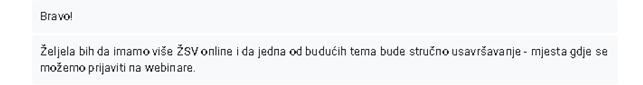 Bravo!
Željela bih da imamo više ŽSV online i da jedna od budućih tema bude stručno usavršavanje - mjesta gdje se
možemo prijaviti na webinare.